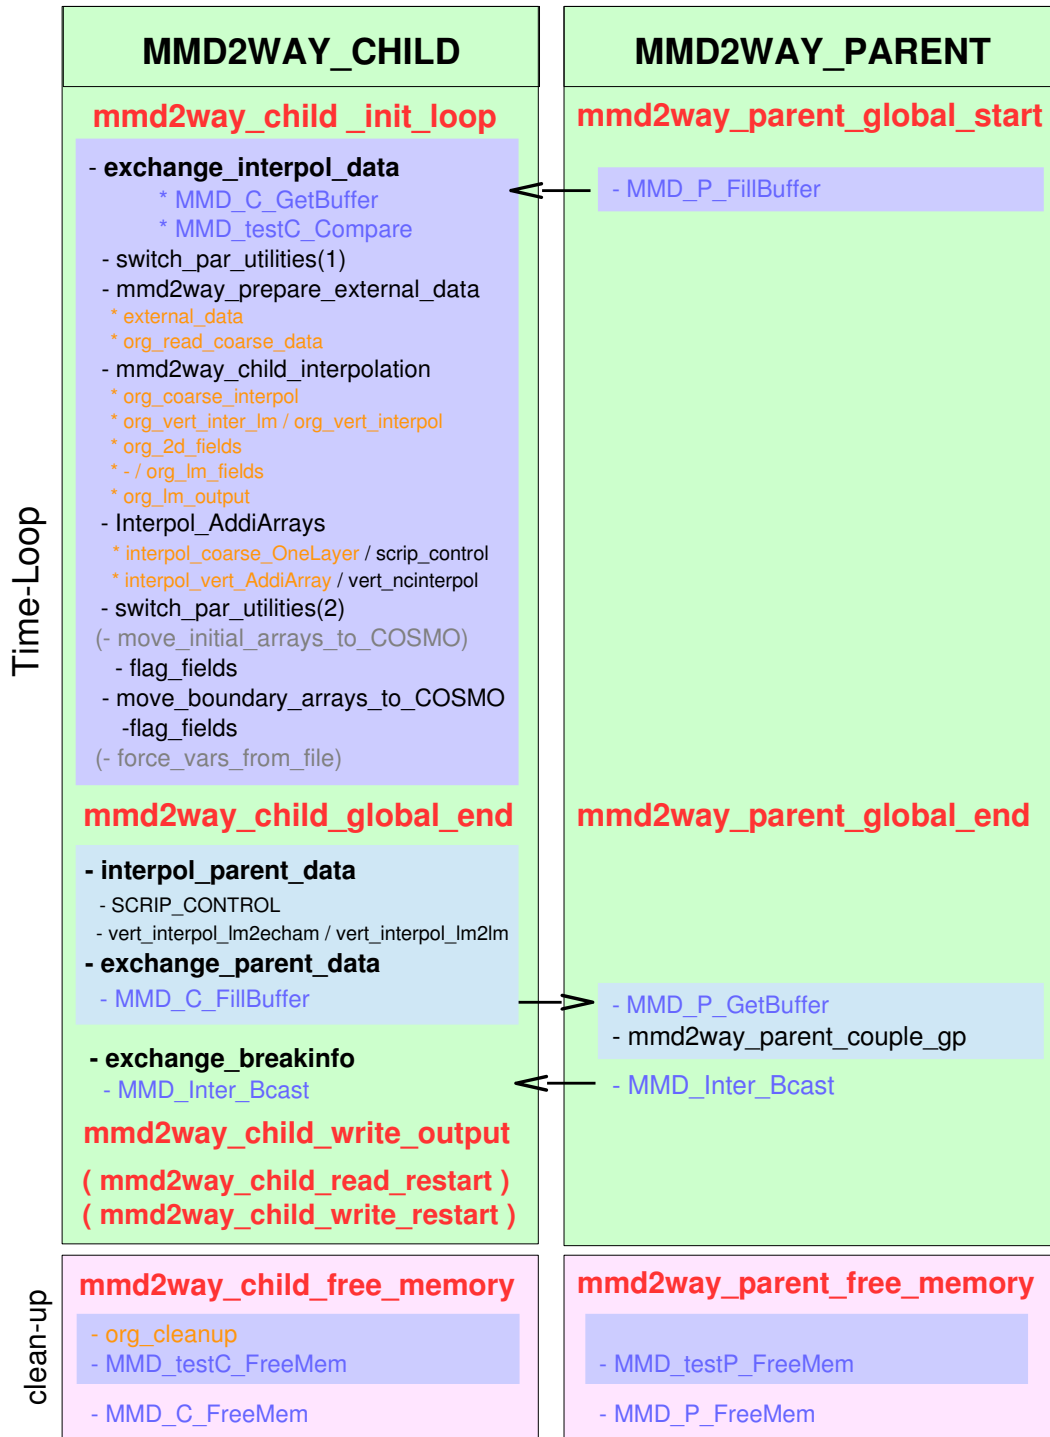 MMD2WAY_CHILD
mmd2way_child _init_loop
- exchange_interpol_data
* MMD_C_GetBuffer
* MMD_testC_Compare
- switch_par_utilities(1)
- mmd2way_prepare_external_data
* external_data
* org_read_coarse_data
- mmd2way_child_interpolation
* org_coarse_interpol
* org_vert_inter_lm / org_vert_interpol
* org_2d_fields
* - / org_lm_fields
* org_lm_output
- Interpol_AddiArrays
* interpol_coarse_OneLayer / scrip_control
* interpol_vert_AddiArray / vert_ncinterpol
- switch_par_utilities(2)
(- move_initial_arrays_to_COSMO)
- flag_fields
- move_boundary_arrays_to_COSMO
-flag_fields
(- force_vars_from_file)
mmd2way_child_global_end
- interpol_parent_data
- SCRIP_CONTROL
- vert_interpol_lm2echam / vert_interpol_lm2lm
- exchange_parent_data
- MMD_C_FillBuffer
- exchange_breakinfo
- MMD_Inter_Bcast
mmd2way_child_write_output
( mmd2way_child_read_restart )
( mmd2way_child_write_restart )
MMD2WAY_PARENT
mmd2way_parent_global_start
- MMD_P_FillBuffer
mmd2way_parent_global_end
- MMD_P_GetBuffer
- mmd2way_parent_couple_gp
- MMD_Inter_Bcast
Time-Loop
mmd2way_child_free_memory
- org_cleanup
- MMD_testC_FreeMem
- MMD_C_FreeMem
mmd2way_parent_free_memory
- MMD_testP_FreeMem
- MMD_P_FreeMem
clean-up